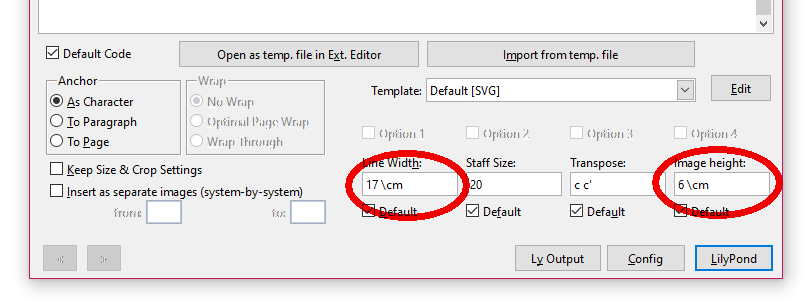 Default Code
Open as temp. file in Ext. Editor
Import from temp. file
Anchor
As Character
To Paragraph
To Page
Wrap
No Wrap
Optimal Page Wrap
Wrap Through
Template:
Default [SVG]
Edit
Option 1
Option 2
Option 3
Option 4
Keep Size & Crop Settings
Insert as separate images (system-by-system)
from:
to:
Line Width:
Staff Size:
Transpose:
Image height:
17 \cm
20
c c'
6 \cm
Default
Default
Default
Default
<<
>>
Ly Output
Config
LilyPond